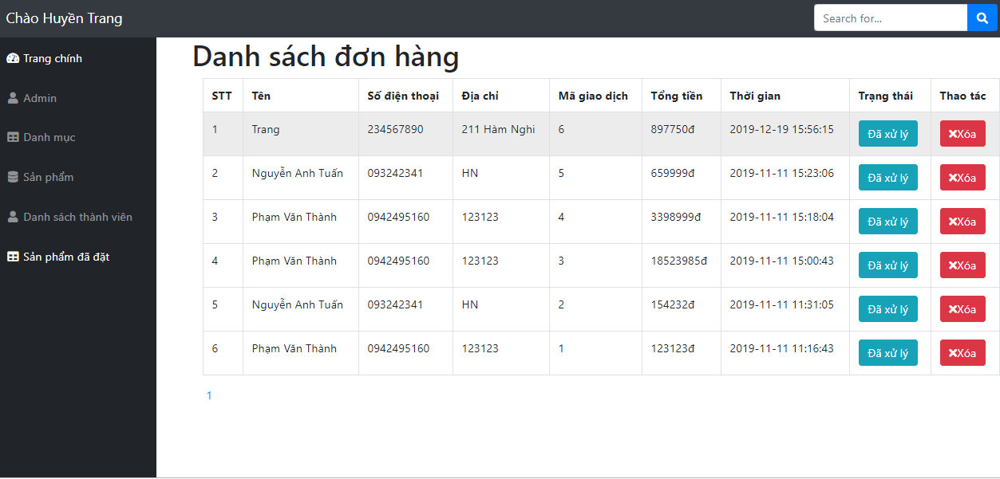 Chào Huyền Trang
Search for...
Trang chính
Admin
Danh mục
Sản phẩm
Danh sách thành viên
Sản phẩm đã đặt
Danh sách đơn hàng
STT Tên Số điện thoại Địa chỉ Mã giao dịch Tổng tiền Thời gian Trạng thái Thao tác
1 Trang 234567890 211 Hàm Nghi 6 897750đ 2019-12-19 15:56:15 Đã xử lý Xóa
2 Nguyễn Anh Tuấn 093242341 HN 5 659999đ 2019-11-11 15:23:06 Đã xử lý Xóa
3 Phạm Văn Thành 0942495160 123123 4 3398999đ 2019-11-11 15:18:04 Đã xử lý Xóa
4 Phạm Văn Thành 0942495160 123123 3 18523985đ 2019-11-11 15:00:43 Đã xử lý Xóa
5 Nguyễn Anh Tuấn 093242341 HN 2 154232đ 2019-11-11 11:31:05 Đã xử lý Xóa
6 Phạm Văn Thành 0942495160 123123 1 123123đ 2019-11-11 11:16:43 Đã xử lý Xóa
1